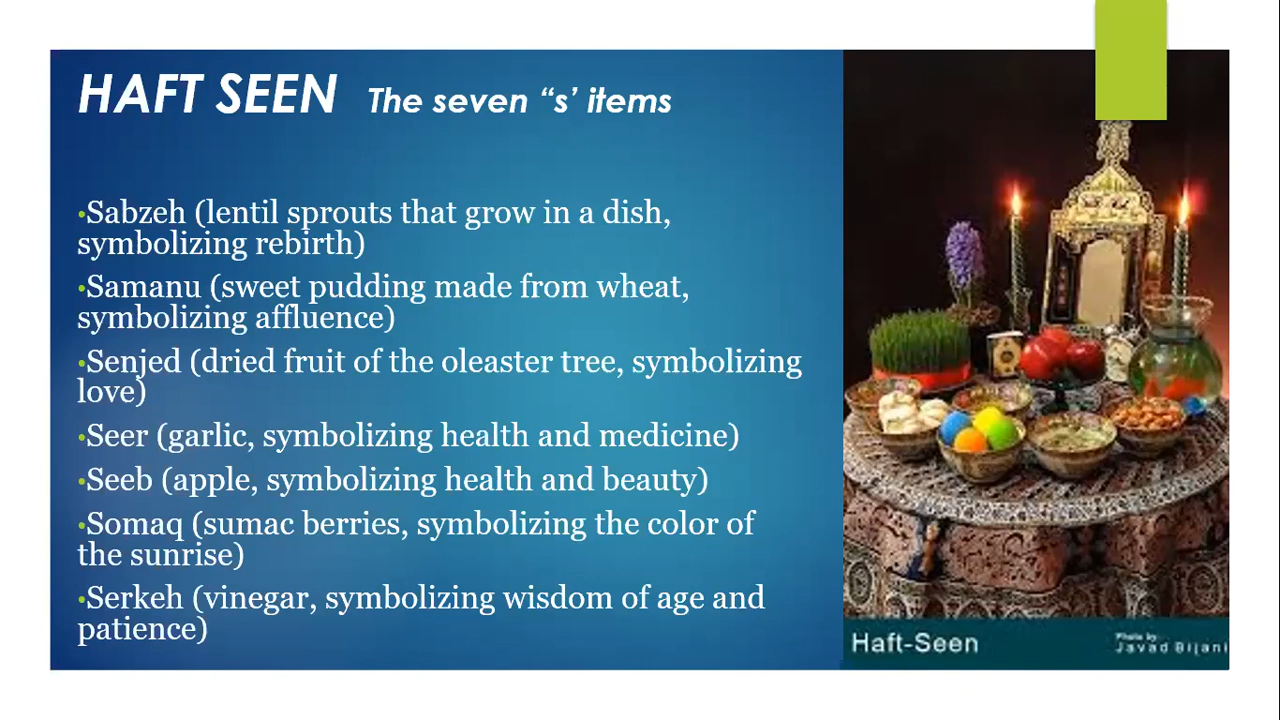 HAFT SEEN The seven “s’ items
•Sabzeh (lentil sprouts that grow in a dish,
symbolizing rebirth)
•Samanu (sweet pudding made from wheat,
symbolizing affluence)
•Senjed (dried fruit of the oleaster tree, symbolizing
love)
•Seer (garlic, symbolizing health and medicine)
•Seeb (apple, symbolizing health and beauty)
•Somaq (sumac berries, symbolizing the color of
the sunrise)
•Serkeh (vinegar, symbolizing wisdom of age and
patience)
Haft-Seen
Photo by:
Javad Bijani